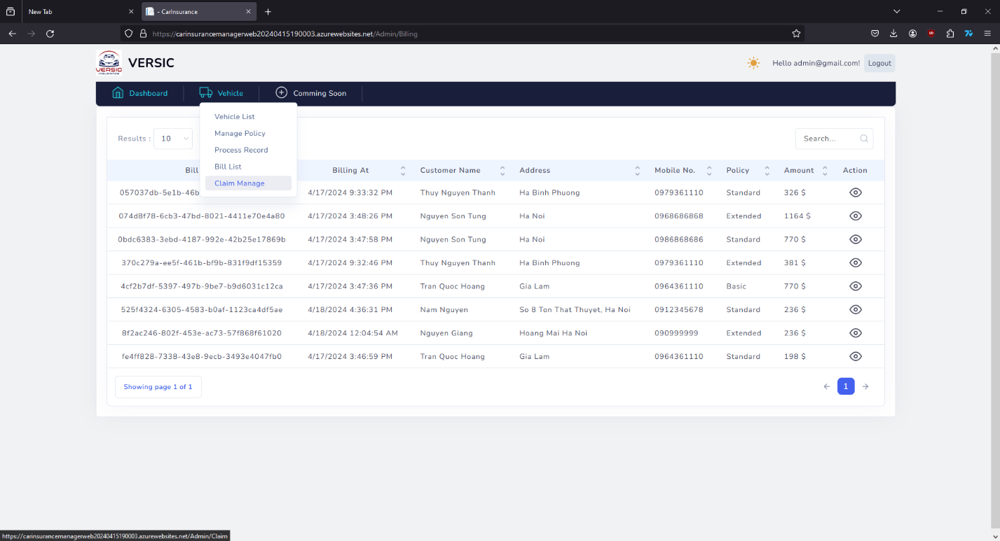 New Tab
- CarInsurance
https://carinsurancemanagerweb20240415190003.azurewebsites.net/Admin/Billing
VERSIC INSURANCE
VERSIC
Hello admin@gmail.com! Logout
Dashboard Vehicle Comming Soon
Vehicle List
Manage Policy
Process Record
Bill List
Claim Manage
Results : 10 Search...
Bill Billing At Customer Name Address Mobile No. Policy Amount Action
057037db-5e1b-46b 4/17/2024 9:33:32 PM Thuy Nguyen Thanh Ha Binh Phuong 0979361110 Standard 326 $
074d8f78-6cb3-47bd-8021-4411e70e4a80 4/17/2024 3:48:26 PM Nguyen Son Tung Ha Noi 0968686868 Extended 1164 $
0bdc6383-3ebd-4187-992e-42b25e17869b 4/17/2024 3:47:58 PM Nguyen Son Tung Ha Noi 0986868686 Standard 770 $
370c279a-ee5f-461b-bf9b-831f9df15359 4/17/2024 9:32:46 PM Thuy Nguyen Thanh Ha Binh Phuong 0979361110 Extended 381 $
4cf2b7df-5397-497b-9be7-b9d6031c12ca 4/17/2024 3:47:36 PM Tran Quoc Hoang Gia Lam 0964361110 Basic 770 $
525f4324-6305-4583-b0af-1123ca4df5ae 4/18/2024 4:36:31 PM Nam Nguyen So 8 Ton That Thuyet, Ha Noi 0912345678 Standard 236 $
8f2ac246-802f-453e-ac73-57f868f61020 4/18/2024 12:04:54 AM Nguyen Giang Hoang Mai Ha Noi 090999999 Extended 236 $
fe4ff828-7338-43e8-9ecb-3493e4047fb0 4/17/2024 3:46:59 PM Tran Quoc Hoang Gia Lam 0964361110 Standard 198 $
Showing page 1 of 1 1
https://carinsurancemanagerweb20240415190003.azurewebsites.net/Admin/Claim